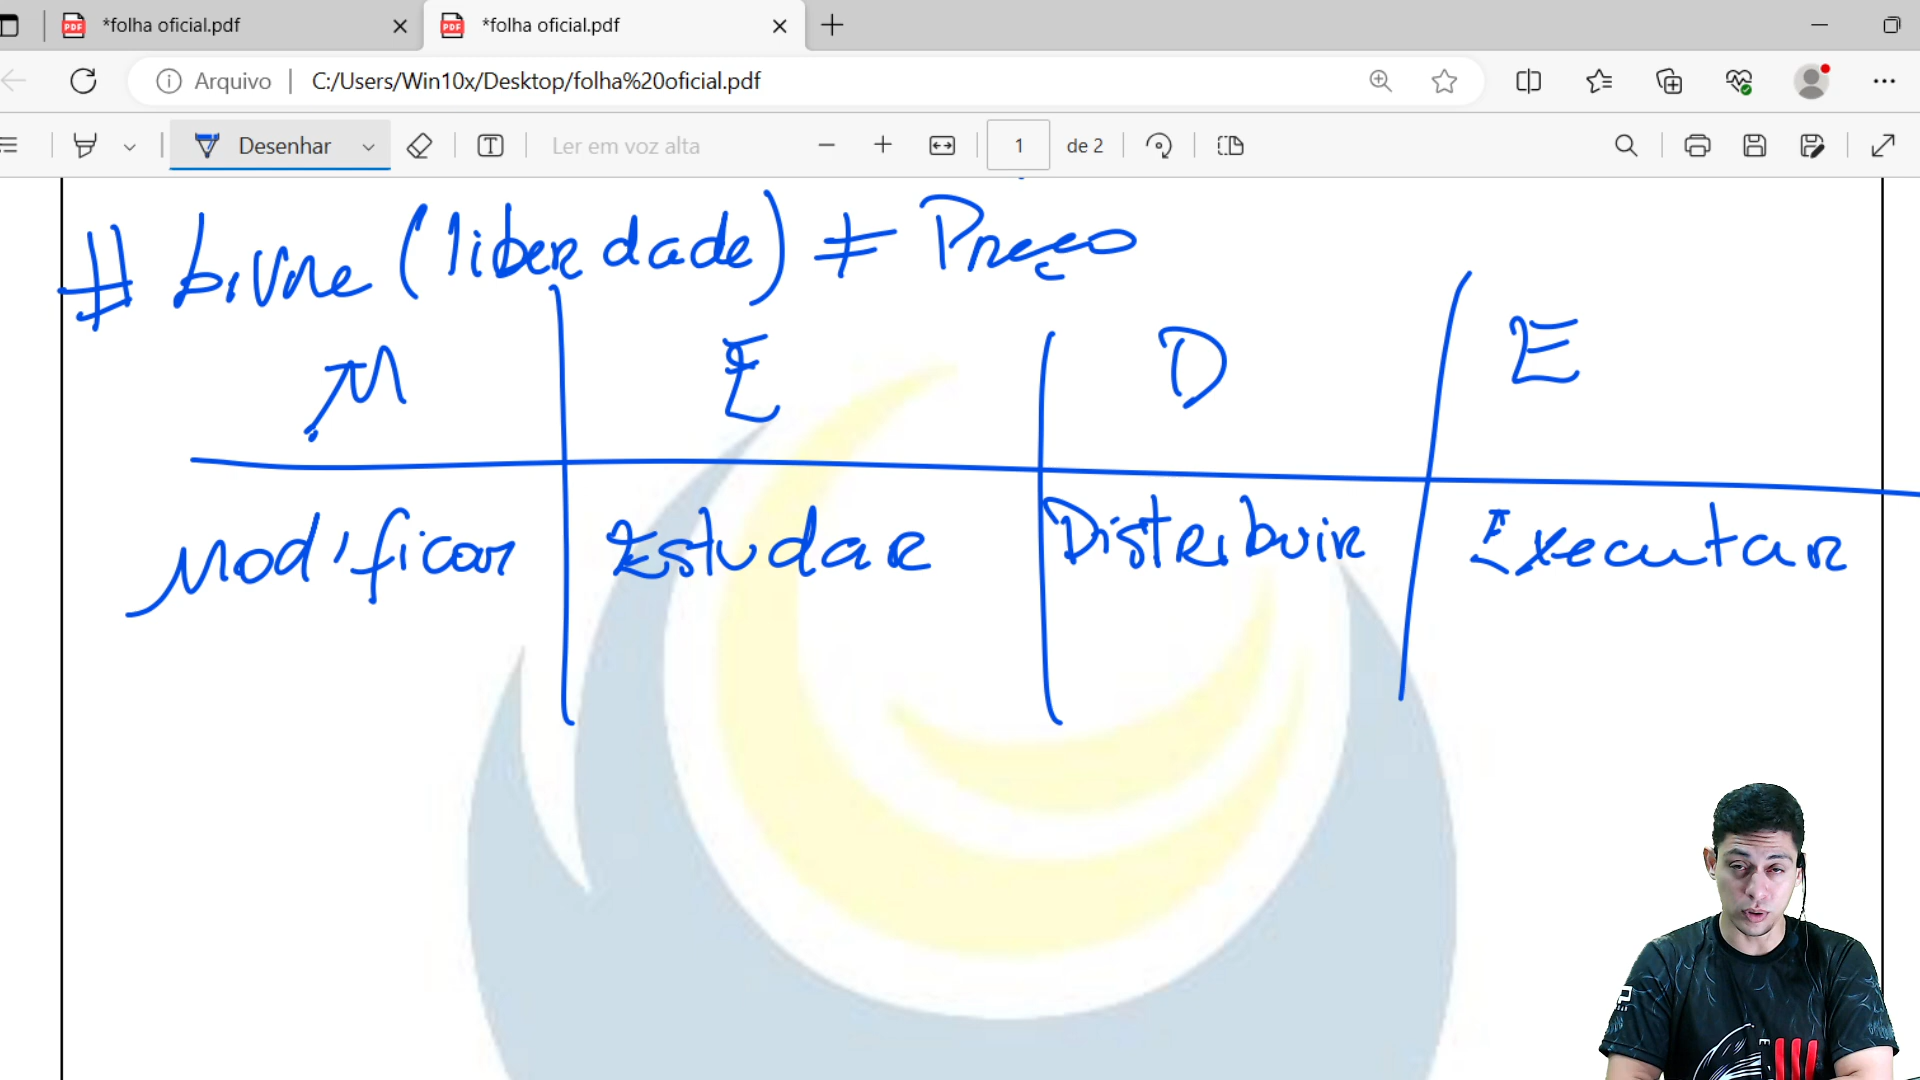 *folha oficial.pdf
*folha oficial.pdf
Arquivo | C:/Users/Win10x/Desktop/folha%20oficial.pdf
Desenhar
Ler em voz alta
1 de 2
# Livre (liberdade) ≠ Preço
M E D E
Modificar Estudar Distribuir Executar